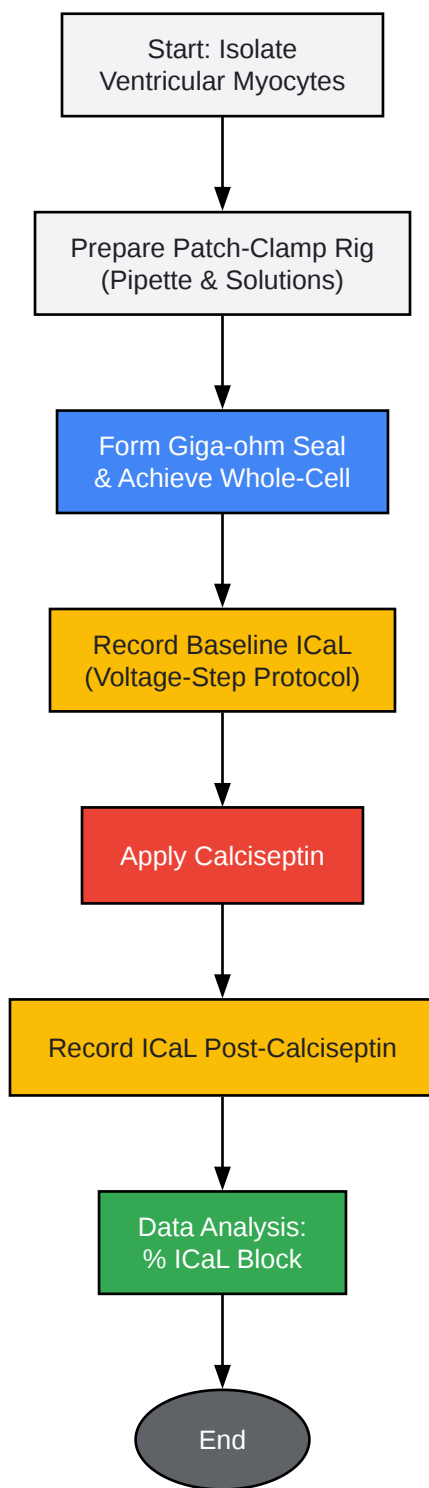 Start: Isolate
Ventricular Myocytes
Prepare Patch-Clamp Rig
(Pipette & Solutions)
Form Giga-ohm Seal
& Achieve Whole-Cell
Record Baseline ICaL
(Voltage-Step Protocol)
Apply Calciseptin
Record ICaL Post-Calciseptin
Data Analysis:
% ICaL Block
End